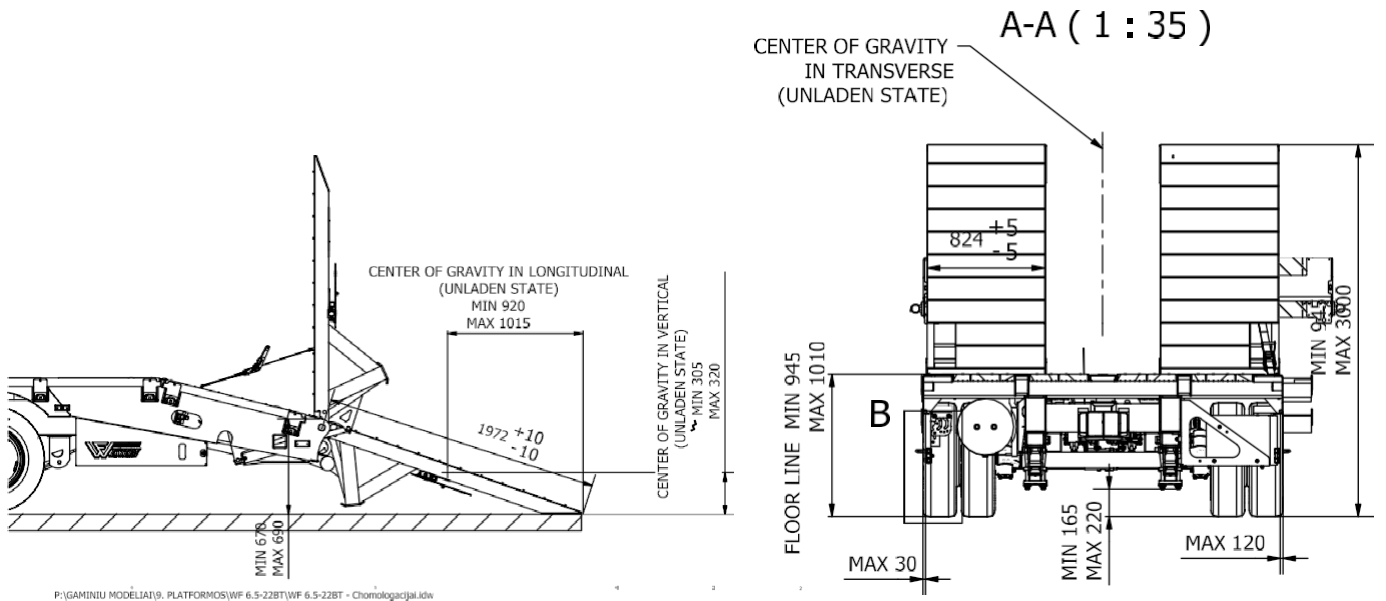 A-A ( 1 : 35 )
CENTER OF GRAVITY
IN TRANSVERSE
(UNLADEN STATE)
CENTER OF GRAVITY IN LONGITUDINAL
(UNLADEN STATE)
MIN 920
MAX 1015
CENTER OF GRAVITY IN VERTICAL
(UNLADEN STATE)
MIN 305
MAX 320
1972 +10
-10
MIN 670
MAX 690
824 +5
- 5
MAX 3000
FLOOR LINE MIN 945
MAX 1010
B
MIN 165
MAX 220
MAX 30
MAX 120
P:\GAMINIU MODELIAI\9. PLATFORMOS\WF 6.5-22BT\WF 6.5-22BT - Chomologacijai.idw